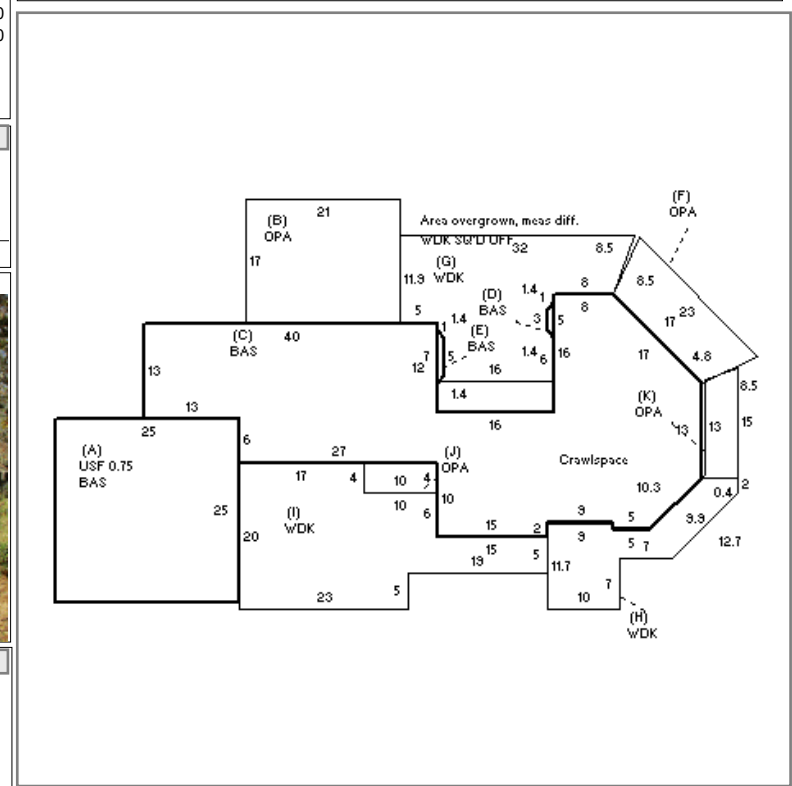 0
0
(F)
OPA
21
(B)
OPA
Area overgrown, meas diff.
WDK SQ'D OFF
32
8.5
(G)
WDK
17
11.9
8.5
8
1.4
1
(D)
BAS
8
23
17
5
1
1.4
3
5
(E)
BAS
(C)
BAS
40
7
5
12
1.4
6
16
17
4.8
16
13
1.4
8.5
(K)
OPA
13
16
13
13
15
25
6
(A)
USF 0.75
BAS
27
(J)
OPA
Crawlspace
17
4
10
4
10.3
2
0.4
10
10
25
(I)
WDK
6
9
5
9.9
20
15
2
9
5
7
12.7
15
5
19
11.7
23
5
7
10
(H)
WDK